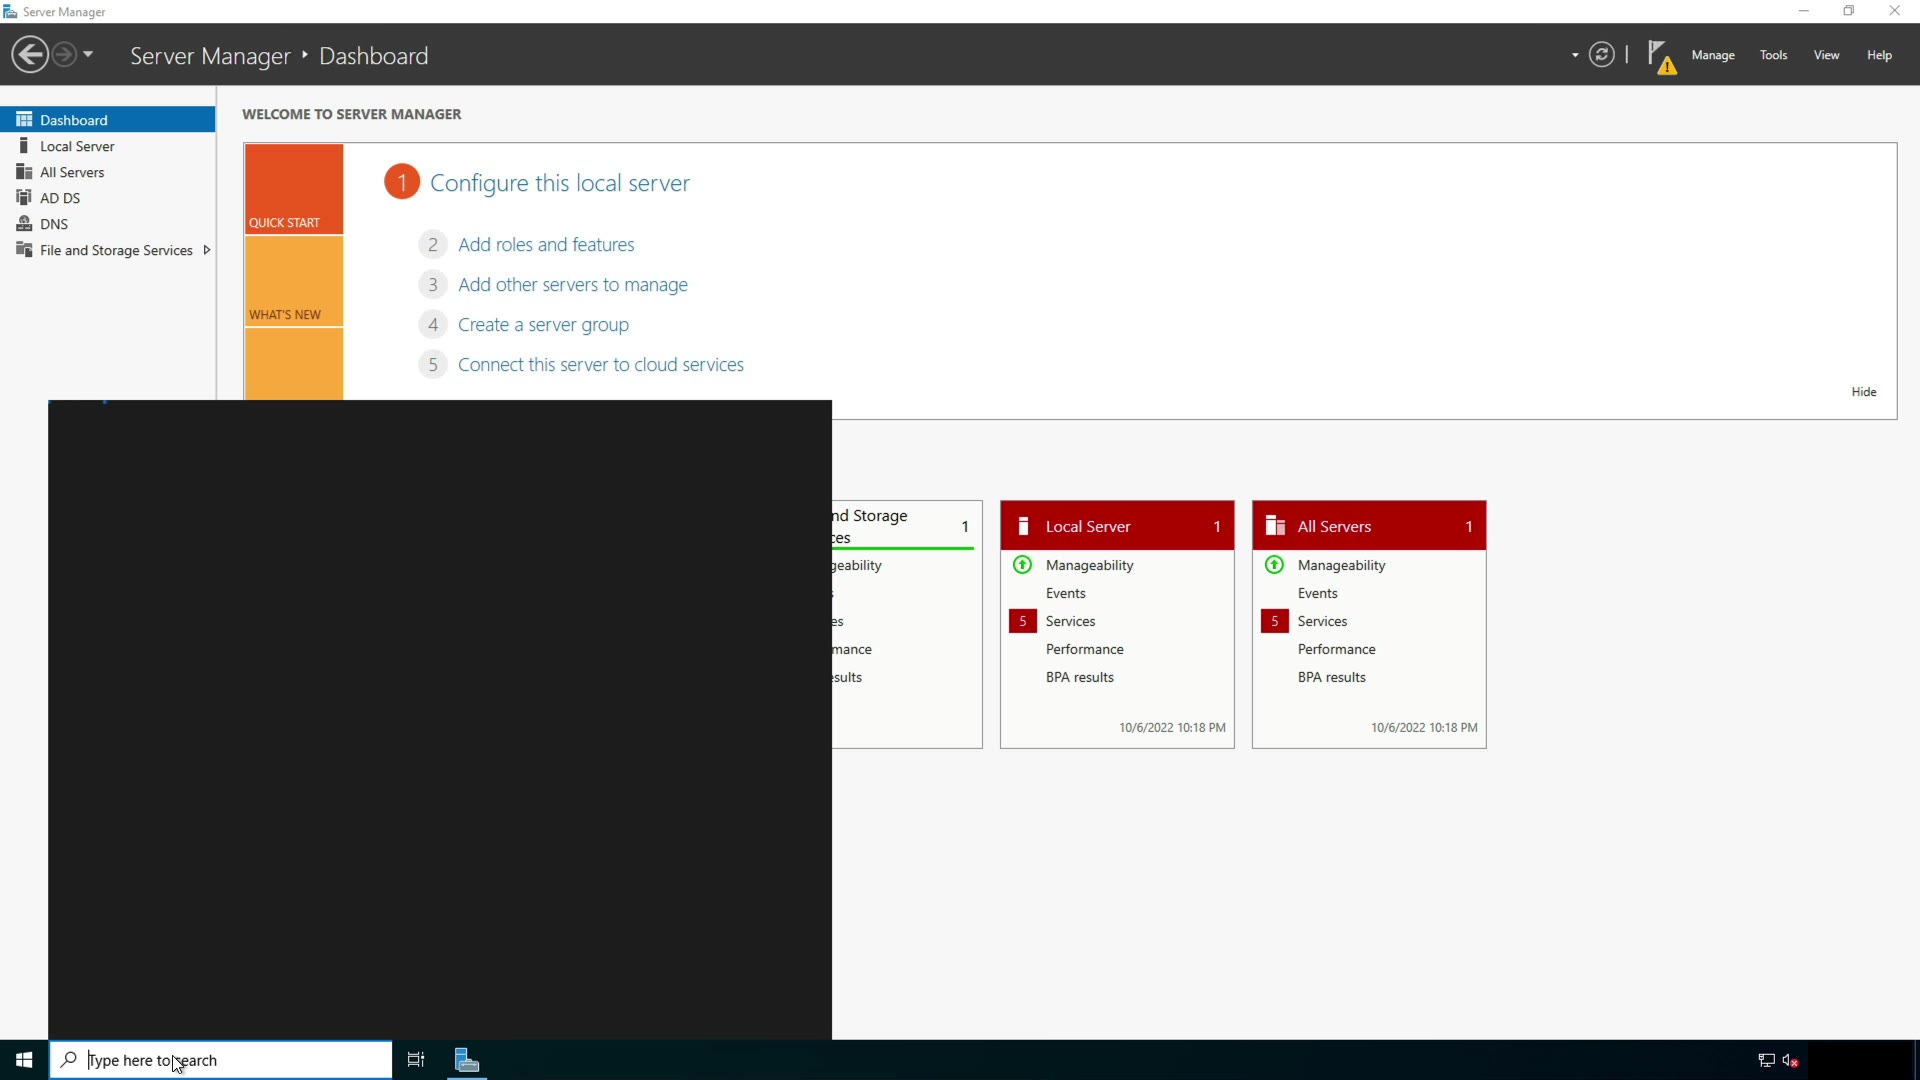 Server Manager
Server Manager ‣ Dashboard
Manage
Tools
View
Help
Dashboard
Local Server
All Servers
AD DS
DNS
File and Storage Services
WELCOME TO SERVER MANAGER
QUICK START
WHAT'S NEW
1 Configure this local server
2 Add roles and features
3 Add other servers to manage
4 Create a server group
5 Connect this server to cloud services
Hide
nd Storage 1
ces
geability
es
mance
sults
Local Server 1
Manageability
Events
5 Services
Performance
BPA results
10/6/2022 10:18 PM
All Servers 1
Manageability
Events
5 Services
Performance
BPA results
10/6/2022 10:18 PM
Type here to search